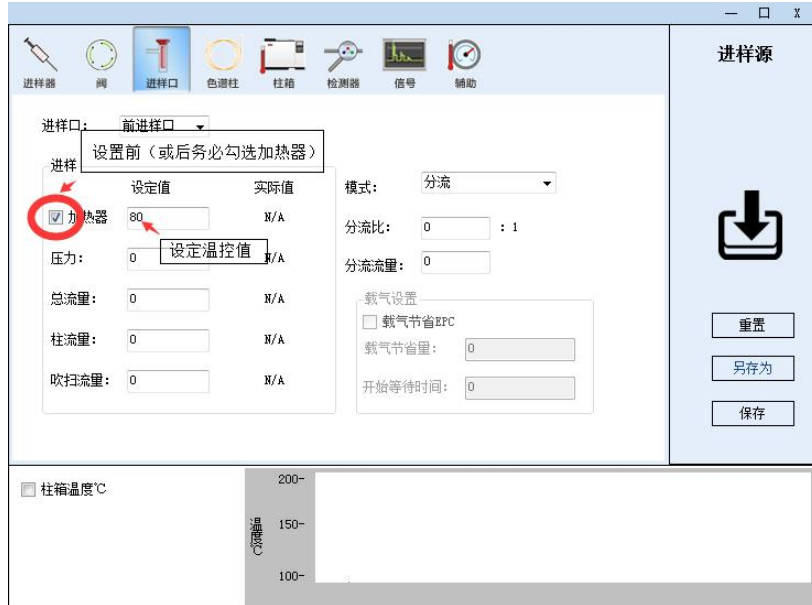 — 口 X
进样器 阀 进样口 色谱柱 柱箱 检测器 信号 辅助
进样源
进样口： 前进样口
设置前（或后务必勾选加热器）
进样
设定值 实际值
模式： 分流
加热器 80 N/A
分流比： 0 : 1
设定温控值
压力： 0 N/A
分流流量： 0
总流量： 0 N/A
载气设置
载气节省EPC
柱流量： 0 N/A
载气节省量： 0
吹扫流量： 0 N/A
开始等待时间： 0
重置
另存为
保存
柱箱温度℃
温度℃
200-
150-
100-